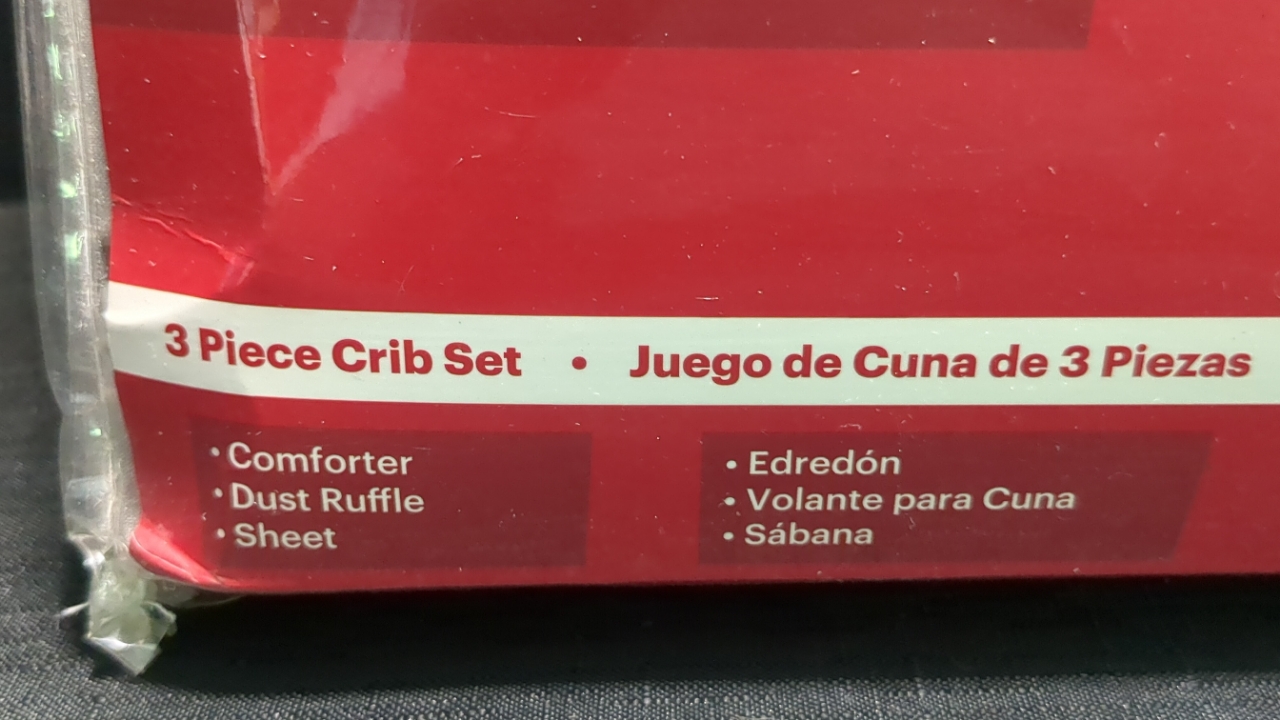 3 Piece Crib Set • Juego de Cuna de 3 Piezas
• Comforter
• Dust Ruffle
• Sheet
• Edredón
• Volante para Cuna
• Sábana